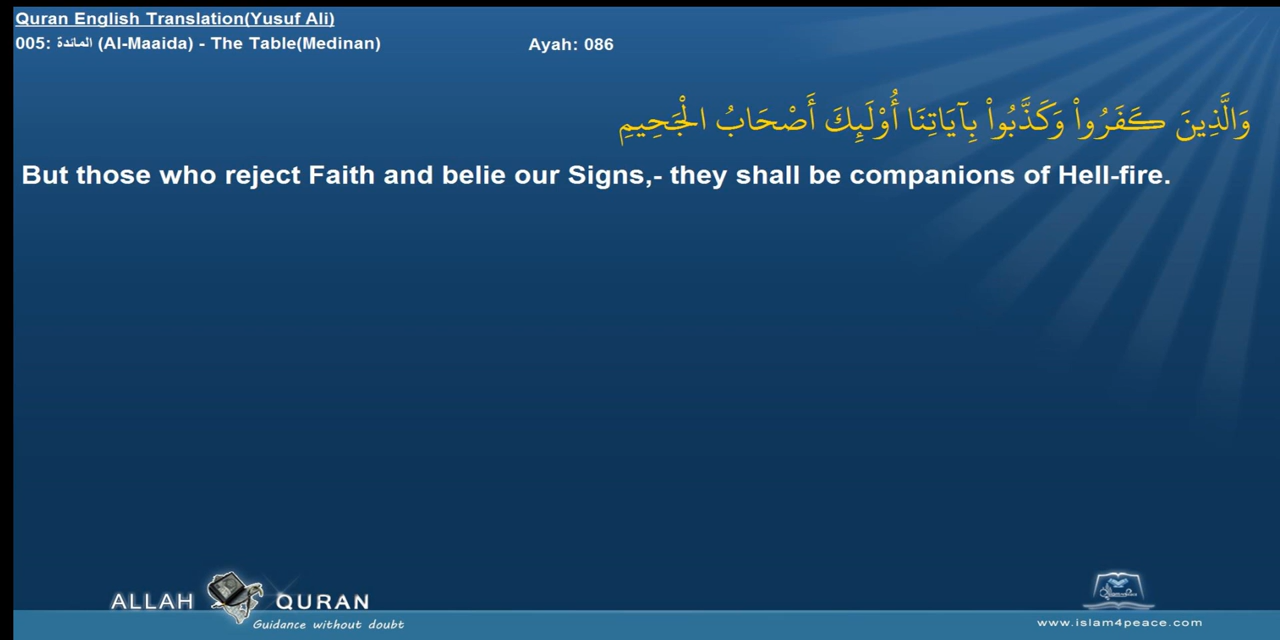 Quran English Translation(Yusuf Ali)
005: المائدة (Al-Maaida) - The Table(Medinan)
Ayah: 086
وَالَّذِينَ كَفَرُواْ وَكَذَّبُواْ بِآيَاتِنَا أُوْلَئِكَ أَصْحَابُ الْجَحِيمِ
But those who reject Faith and belie our Signs,- they shall be companions of Hell-fire.
ALLAH QURAN
Guidance without doubt
www.islam4peace.com